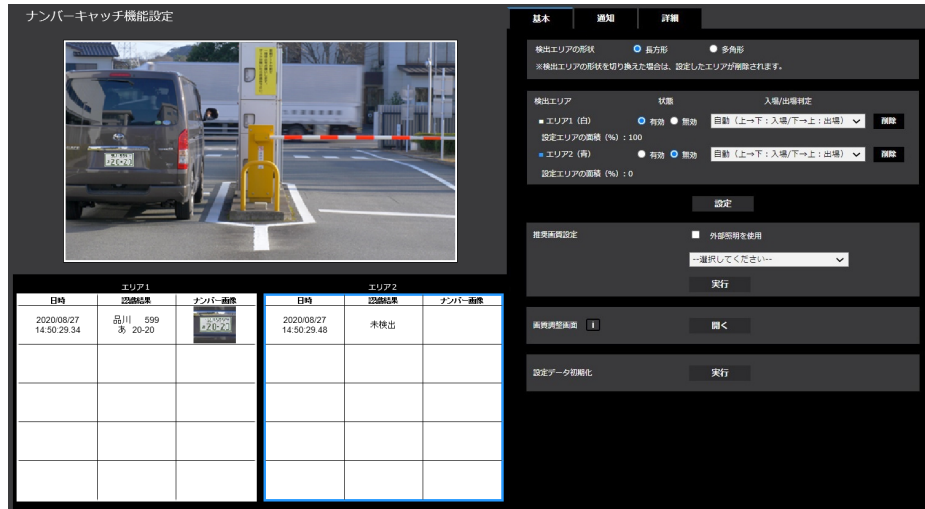 ナンバーキャッチ機能設定
基本 通知 詳細
検出エリアの形状 長方形 多角形
※検出エリアの形状を切り換えた場合は、設定したエリアが削除されます。
検出エリア 状態 入場/出場判定
エリア1（白） 有効 無効 自動（上→下：入場/下→上：出場） 削除
設定エリアの面積（%）：100
エリア2（青） 有効 無効 自動（上→下：入場/下→上：出場） 削除
設定エリアの面積（%）：0
設定
推奨画質設定 外部照明を使用
--選択してください--
実行
画質調整画面 I 開く
設定データ初期化 実行
エリア1
日時 認識結果 ナンバー画像
2020/08/27
14:50:29.34
品川 599
あ 20-20
20-20
エリア2
日時 認識結果 ナンバー画像
2020/08/27
14:50:29.48
未検出